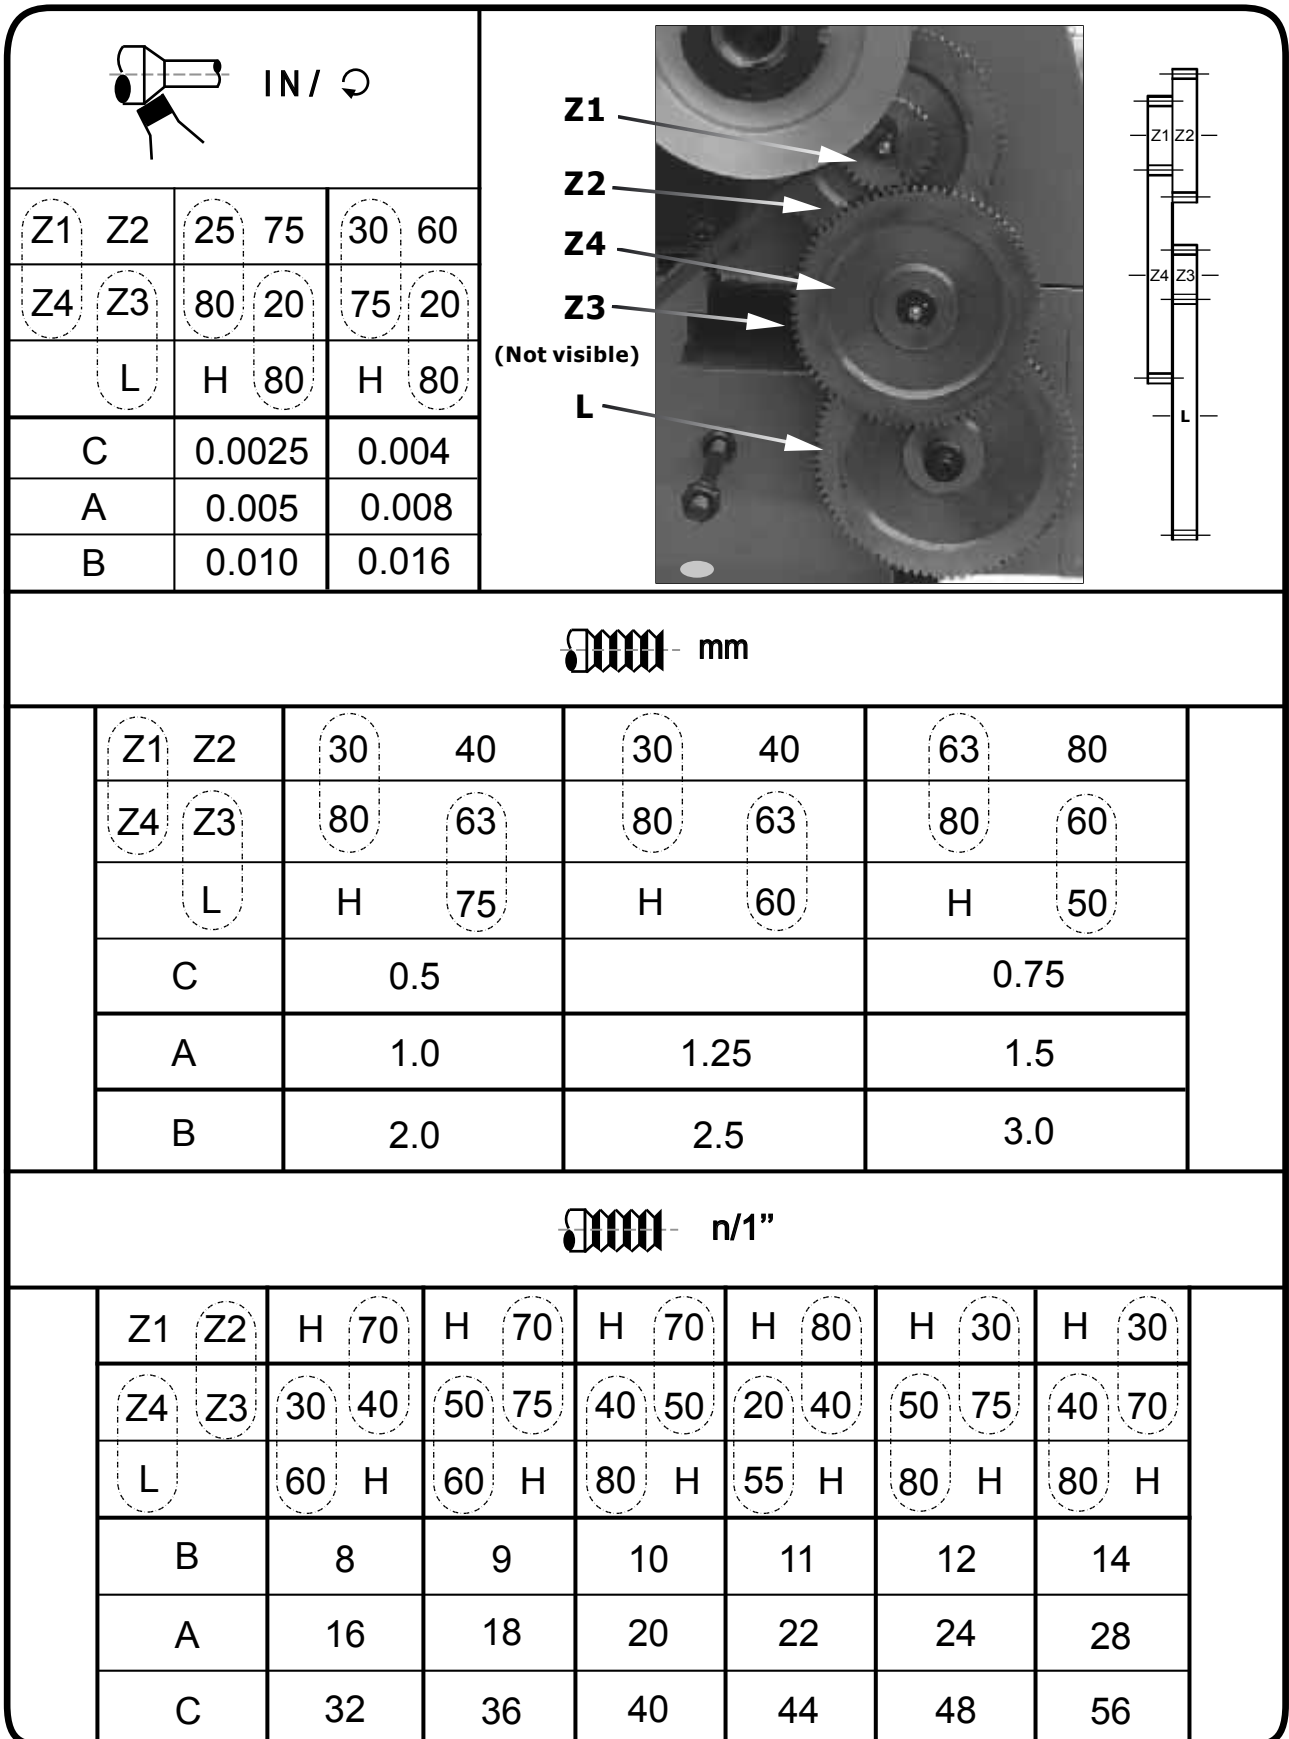 IN/
Z1 Z2 25 75 30 60
Z4 Z3 80 20 75 20
L H 80 H 80
C 0.0025 0.004
A 0.005 0.008
B 0.010 0.016
Z1
Z2
Z4
Z3
(Not visible)
L
Z1 Z2
Z4 Z3
L
mm
Z1 Z2 30 40 30 40 63 80
Z4 Z3 80 63 80 63 80 60
L H 75 H 60 H 50
C 0.5 0.75
A 1.0 1.25 1.5
B 2.0 2.5 3.0
n/1”
Z1 Z2 H 70 H 70 H 70 H 80 H 30 H 30
Z4 Z3 30 40 50 75 40 50 20 40 50 75 40 70
L 60 H 60 H 80 H 55 H 80 H 80 H
B 8 9 10 11 12 14
A 16 18 20 22 24 28
C 32 36 40 44 48 56